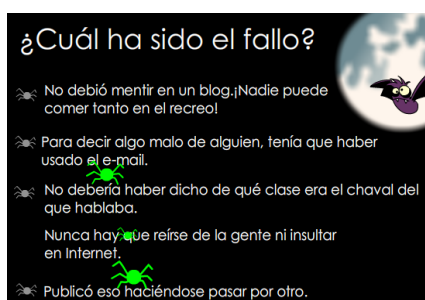 ¿Cuál ha sido el fallo?
No debió mentir en un blog.¡Nadie puede
comer tanto en el recreo!
Para decir algo malo de alguien, tenía que haber
usado el e-mail.
No debería haber dicho de qué clase era el chaval del
que hablaba.
Nunca hay que reírse de la gente ni insultar
en Internet.
Publicó eso haciéndose pasar por otro.